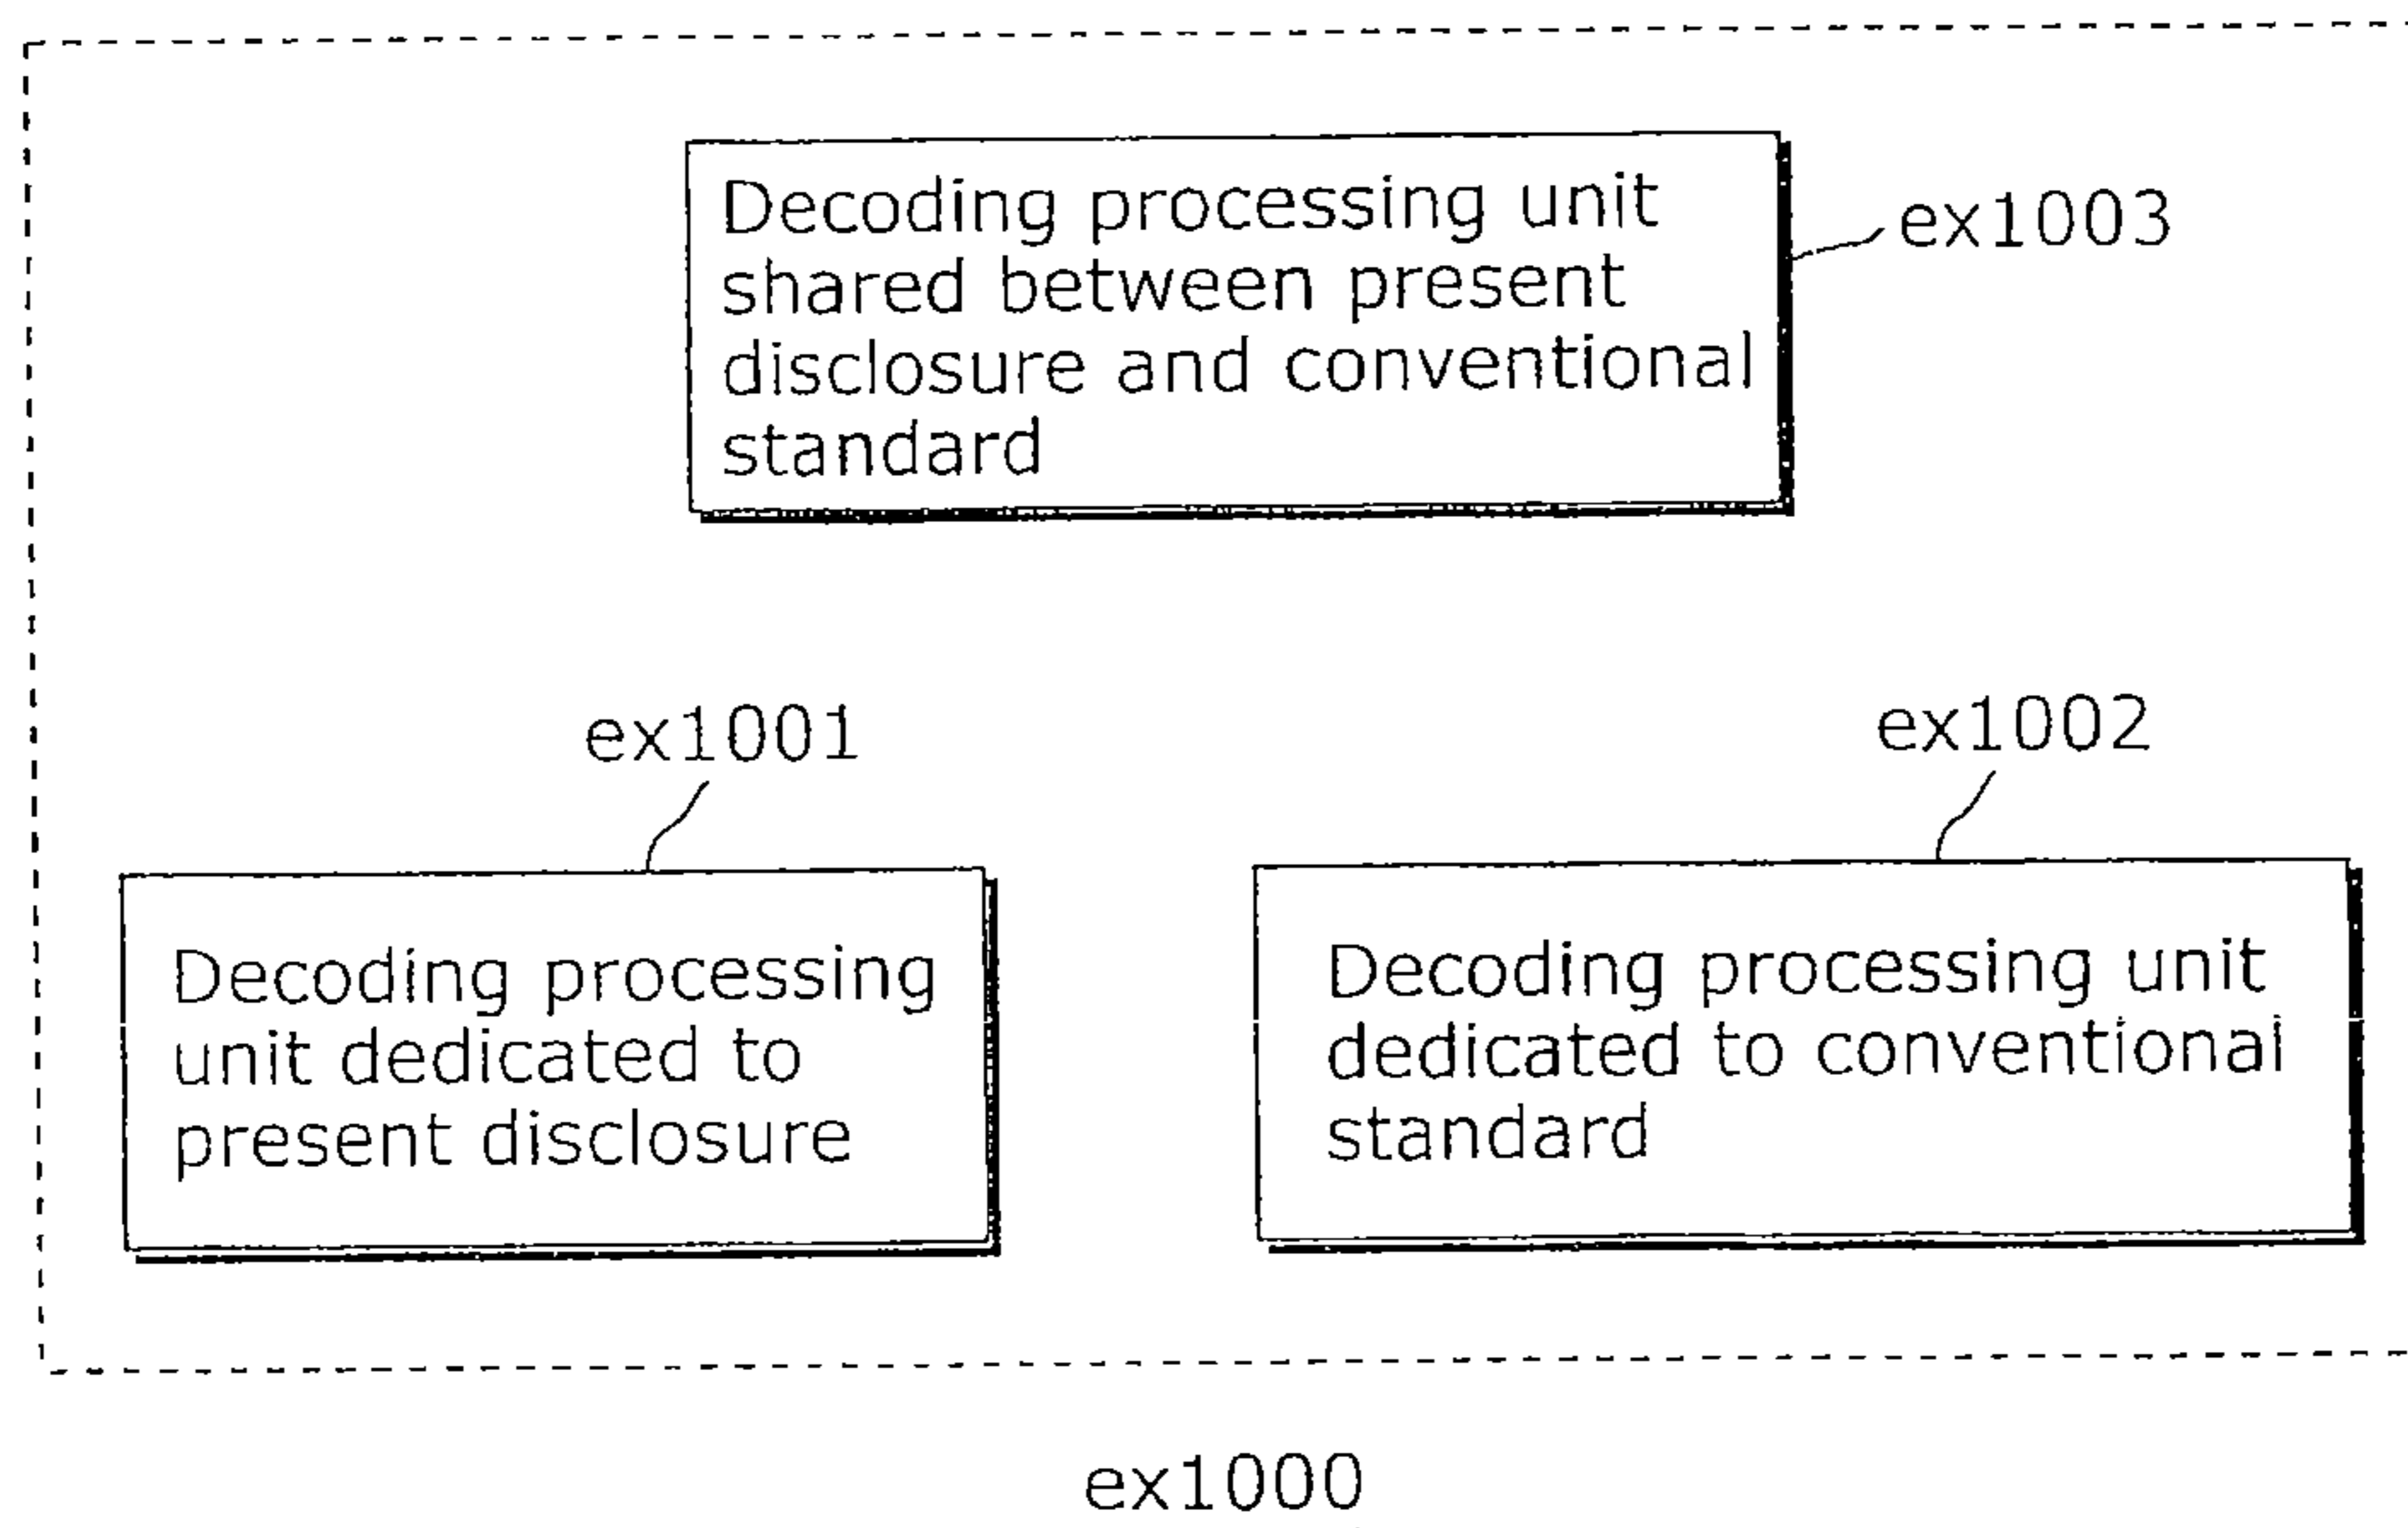 Decoding processing unit
shared between present
disclosure and conventional
standard
ex1003
ex1001
ex1002
Decoding processing
unit dedicated to
present disclosure
Decoding processing unit
dedicated to conventional
standard
ex1000